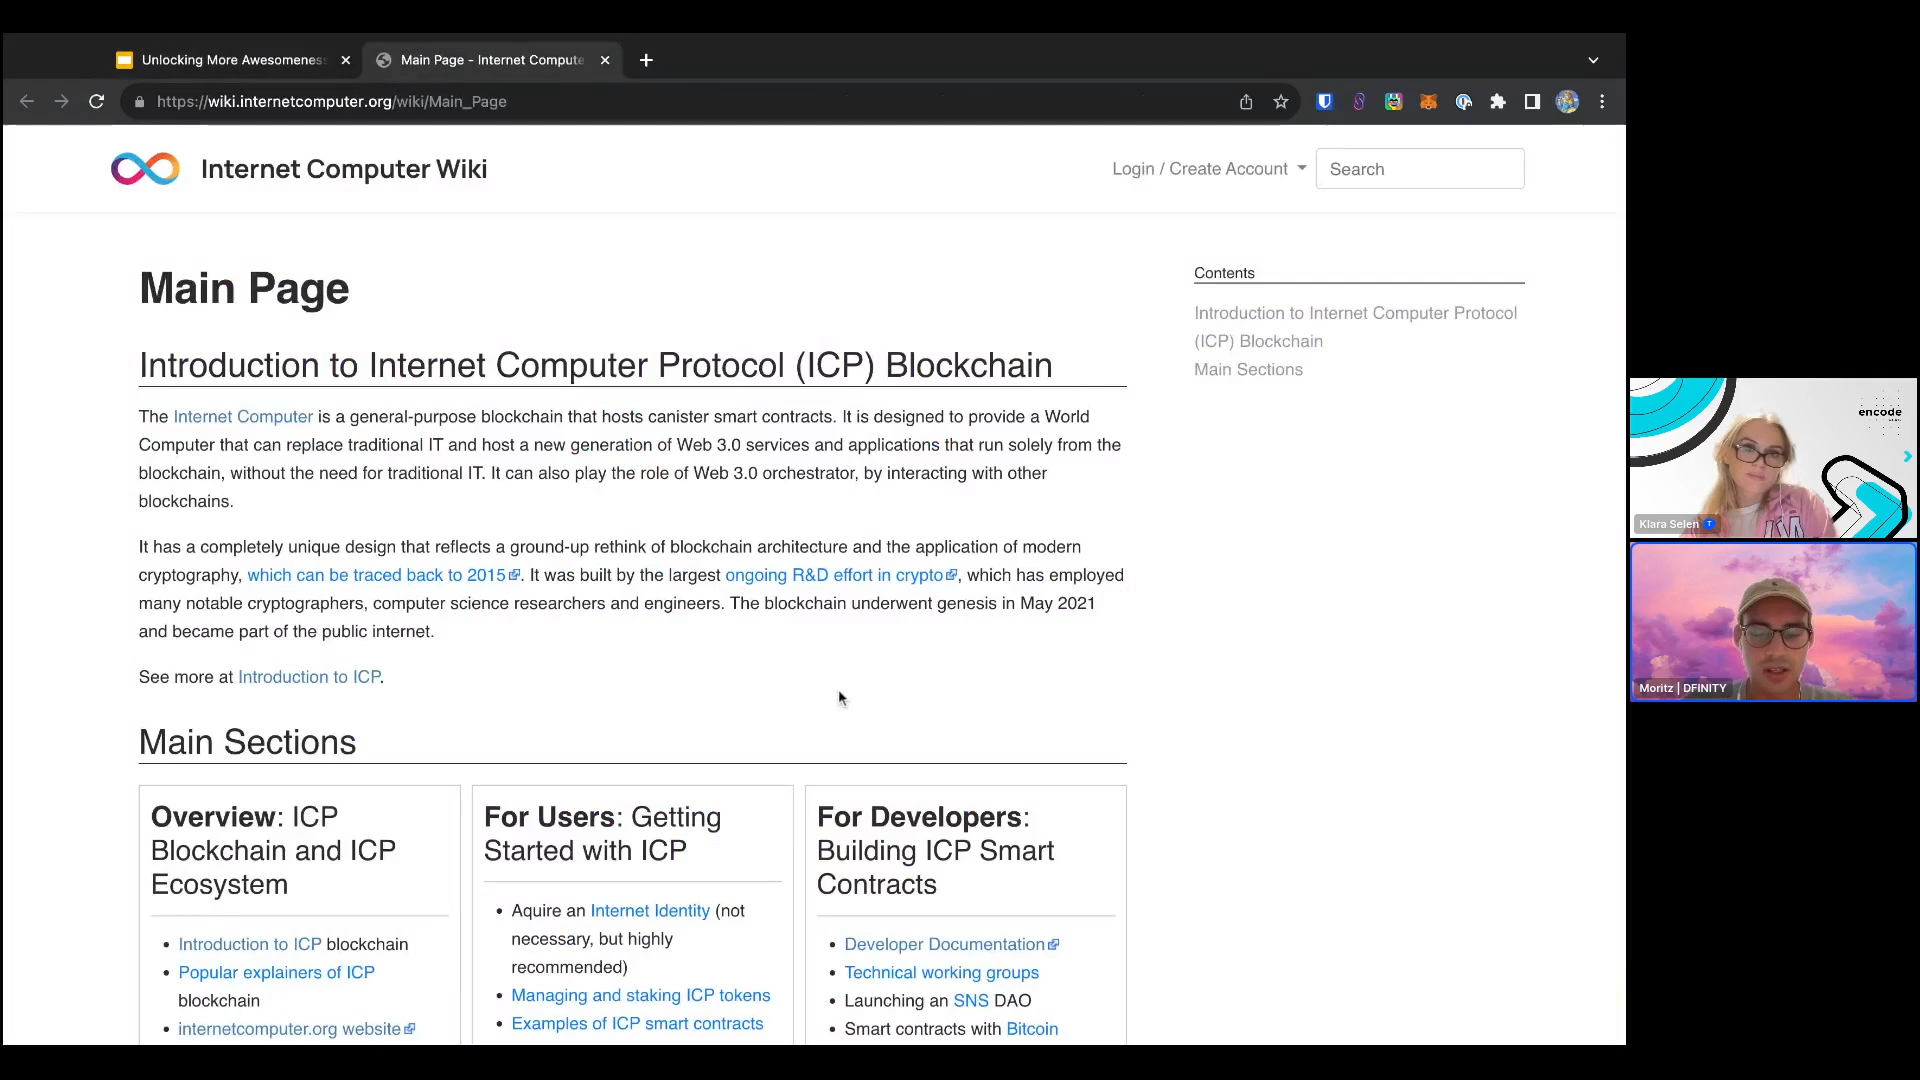 Unlocking More Awesomenes
Main Page - Internet Compute
https://wiki.internetcomputer.org/wiki/Main_Page
Internet Computer Wiki
Login / Create Account
Search
Main Page
Introduction to Internet Computer Protocol (ICP) Blockchain
The Internet Computer is a general-purpose blockchain that hosts canister smart contracts. It is designed to provide a World
Computer that can replace traditional IT and host a new generation of Web 3.0 services and applications that run solely from the
blockchain, without the need for traditional IT. It can also play the role of Web 3.0 orchestrator, by interacting with other
blockchains.
It has a completely unique design that reflects a ground-up rethink of blockchain architecture and the application of modern
cryptography, which can be traced back to 2015. It was built by the largest ongoing R&D effort in crypto, which has employed
many notable cryptographers, computer science researchers and engineers. The blockchain underwent genesis in May 2021
and became part of the public internet.
See more at Introduction to ICP.
Main Sections
Overview: ICP
Blockchain and ICP
Ecosystem
• Introduction to ICP blockchain
• Popular explainers of ICP
blockchain
• internetcomputer.org website
For Users: Getting
Started with ICP
• Aquire an Internet Identity (not
necessary, but highly
recommended)
• Managing and staking ICP tokens
• Examples of ICP smart contracts
For Developers:
Building ICP Smart
Contracts
• Developer Documentation
• Technical working groups
• Launching an SNS DAO
• Smart contracts with Bitcoin
Contents
Introduction to Internet Computer Protocol
(ICP) Blockchain
Main Sections
encode
Klara Selen
Moritz | DFINITY